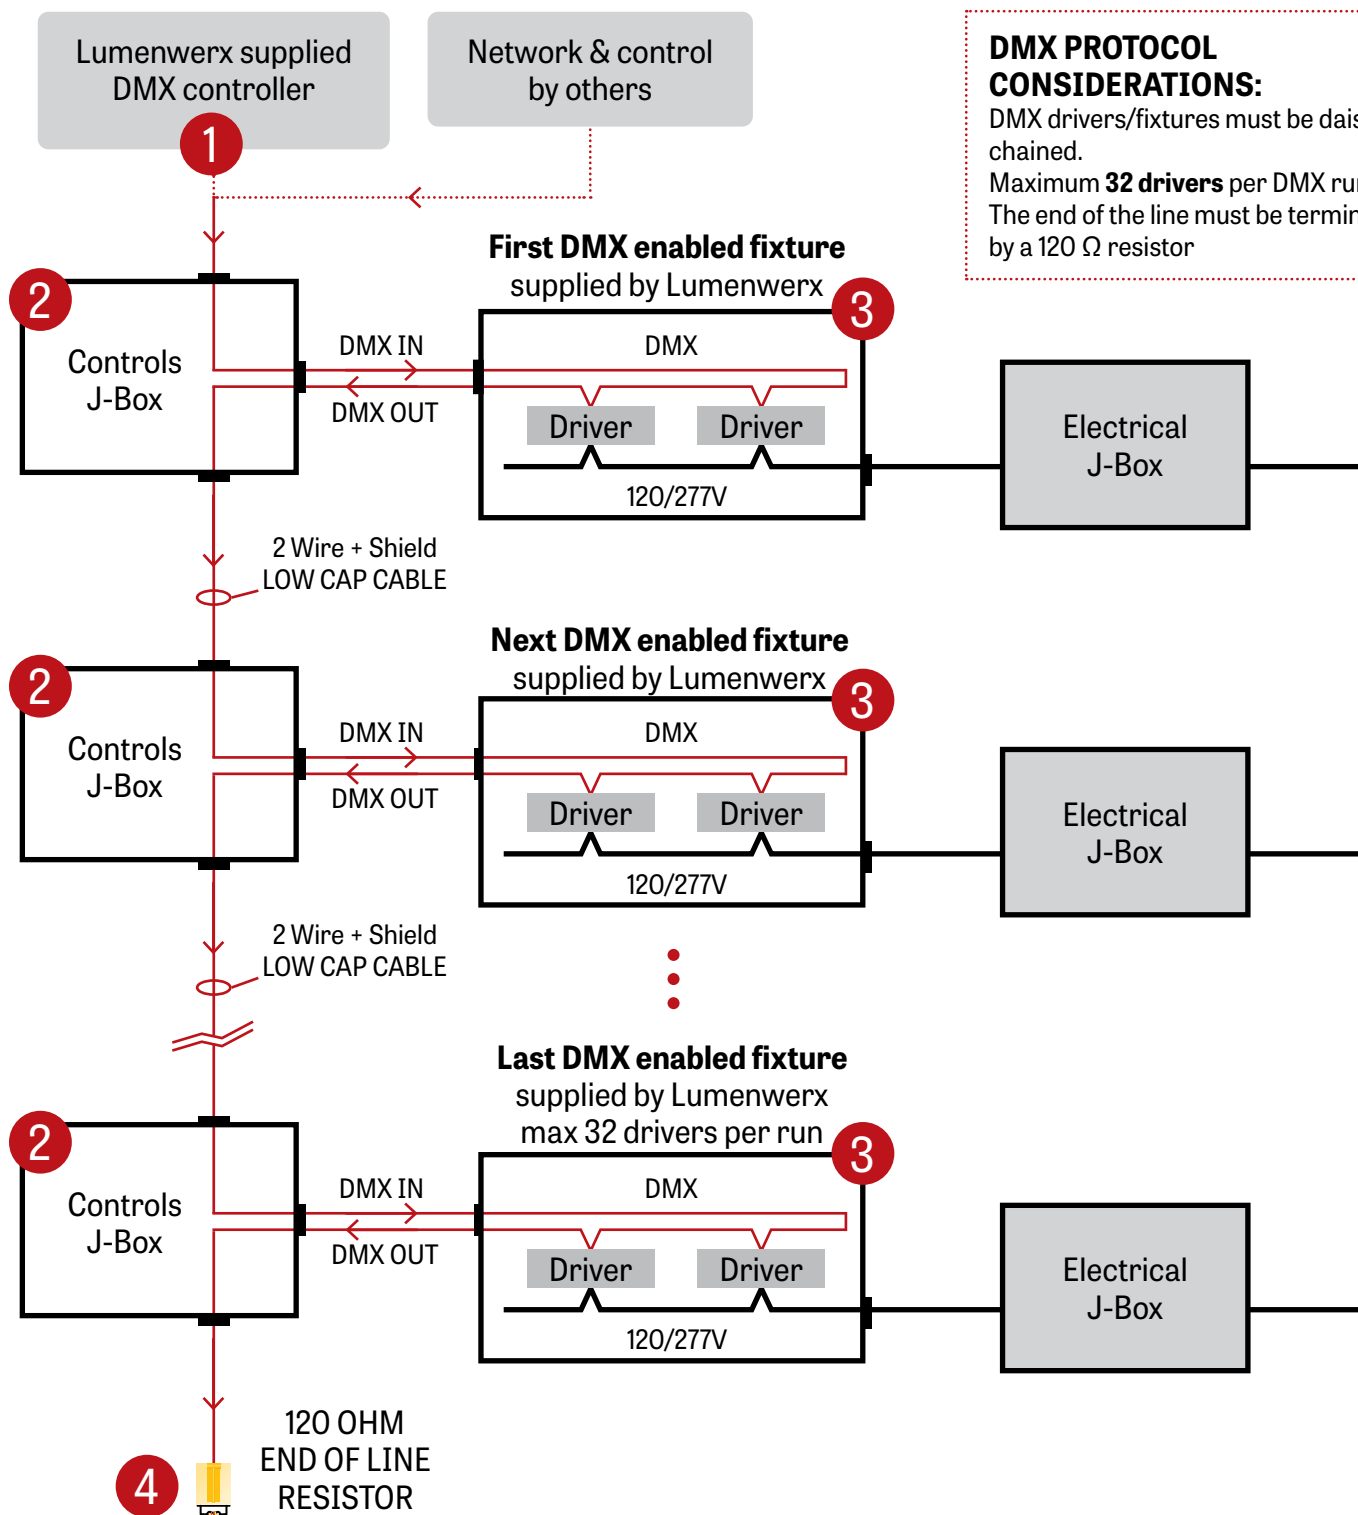 Lumenwerx supplied
DMX controller
1
Network & control
by others
DMX PROTOCOL
CONSIDERATIONS:
DMX drivers/fixtures must be
chained.
Maximum 32 drivers per DMX
The end of the line must be
by a 120 Ω resistor
2
Controls
J-Box
DMX IN
DMX OUT
First DMX enabled fixture
supplied by Lumenwerx
3
DMX
Driver
Driver
120/277V
Electrical
J-Box
2 Wire + Shield
LOW CAP CABLE
2
Controls
J-Box
DMX IN
DMX OUT
Next DMX enabled fixture
supplied by Lumenwerx
3
DMX
Driver
Driver
120/277V
Electrical
J-Box
2 Wire + Shield
LOW CAP CABLE
2
Controls
J-Box
DMX IN
DMX OUT
Last DMX enabled fixture
supplied by Lumenwerx
max 32 drivers per run
3
DMX
Driver
Driver
120/277V
Electrical
J-Box
4
120 OHM
END OF LINE
RESISTOR